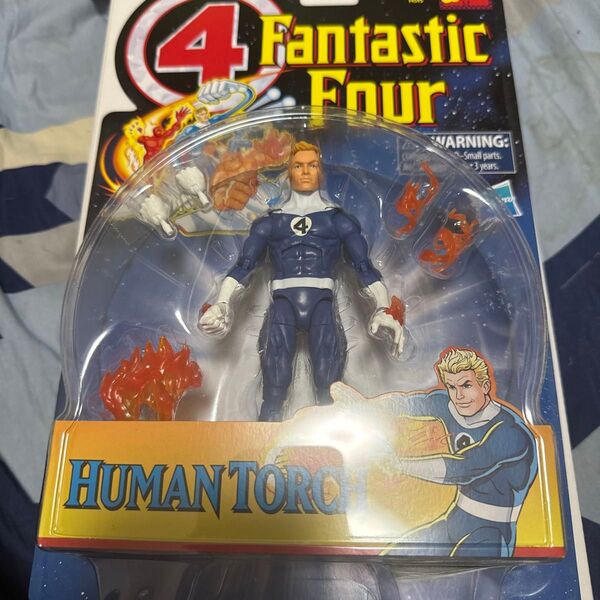 4
Fantastic
Four
WARNING:
–Small parts.
3 years.
4
HUMAN TORCH